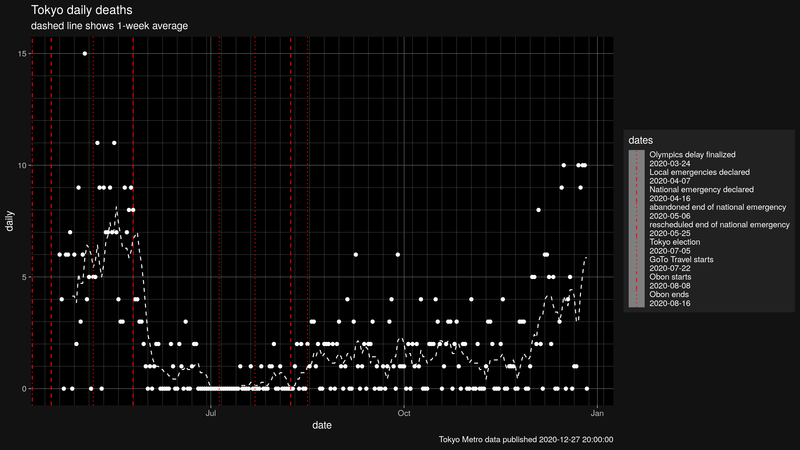 Tokyo daily deaths
dashed line shows 1-week average
15
10
5
0
daily
Jul
Oct
Jan
date
dates
Olympics delay finalized
2020-03-24
Local emergencies declared
2020-04-07
National emergency declared
2020-04-16
abandoned end of national emergency
2020-05-06
rescheduled end of national emergency
2020-05-25
Tokyo election
2020-07-05
GoTo Travel starts
2020-07-22
Obon starts
2020-08-08
Obon ends
2020-08-16
Tokyo Metro data published 2020-12-27 20:00:00